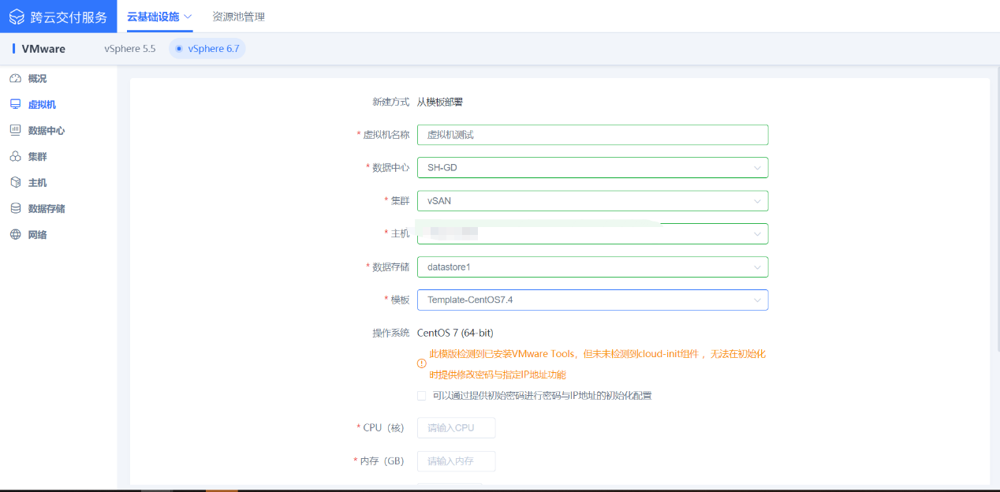 跨云交付服务 云基础设施 资源池管理
VMware vSphere 5.5 vSphere 6.7
概况
虚拟机
数据中心
集群
主机
数据存储
网络
新建方式 从模板部署
* 虚拟机名称 虚拟机测试
* 数据中心 SH-GD
* 集群 vSAN
* 主机
* 数据存储 datastore1
* 模板 Template-CentOS7.4
操作系统 CentOS 7 (64-bit)
此模版检测到已安装VMware Tools，但未未检测到cloud-init组件 ，无法在初始化
时提供修改密码与指定IP地址功能
可以通过提供初始密码进行密码与IP地址的初始化配置
* CPU（核） 请输入CPU
* 内存（GB） 请输入内存